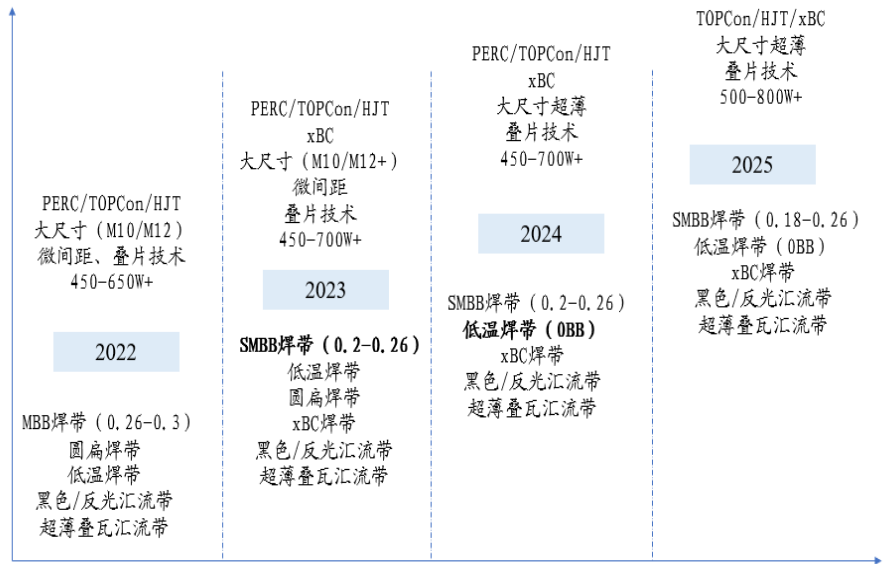 PERC/TOPCon/HJT
大尺寸（M10/M12）
微间距、叠片技术
450-650W+
2022
MBB焊带（0.26-0.3）
圆扁焊带
低温焊带
黑色/反光汇流带
超薄叠瓦汇流带
PERC/TOPCon/HJT
xBC
大尺寸（M10/M12+）
微间距
叠片技术
450-700W+
2023
SMBB焊带（0.2-0.26）
低温焊带
圆扁焊带
xBC焊带
黑色/反光汇流带
超薄叠瓦汇流带
PERC/TOPCon/HJT
xBC
大尺寸超薄
叠片技术
450-700W+
2024
SMBB焊带（0.2-0.26）
低温焊带（0BB）
xBC焊带
黑色/反光汇流带
超薄叠瓦汇流带
TOPCon/HJT/xBC
大尺寸超薄
叠片技术
500-800W+
2025
SMBB焊带（0.18-0.26）
低温焊带（0BB）
xBC焊带
黑色/反光汇流带
超薄叠瓦汇流带